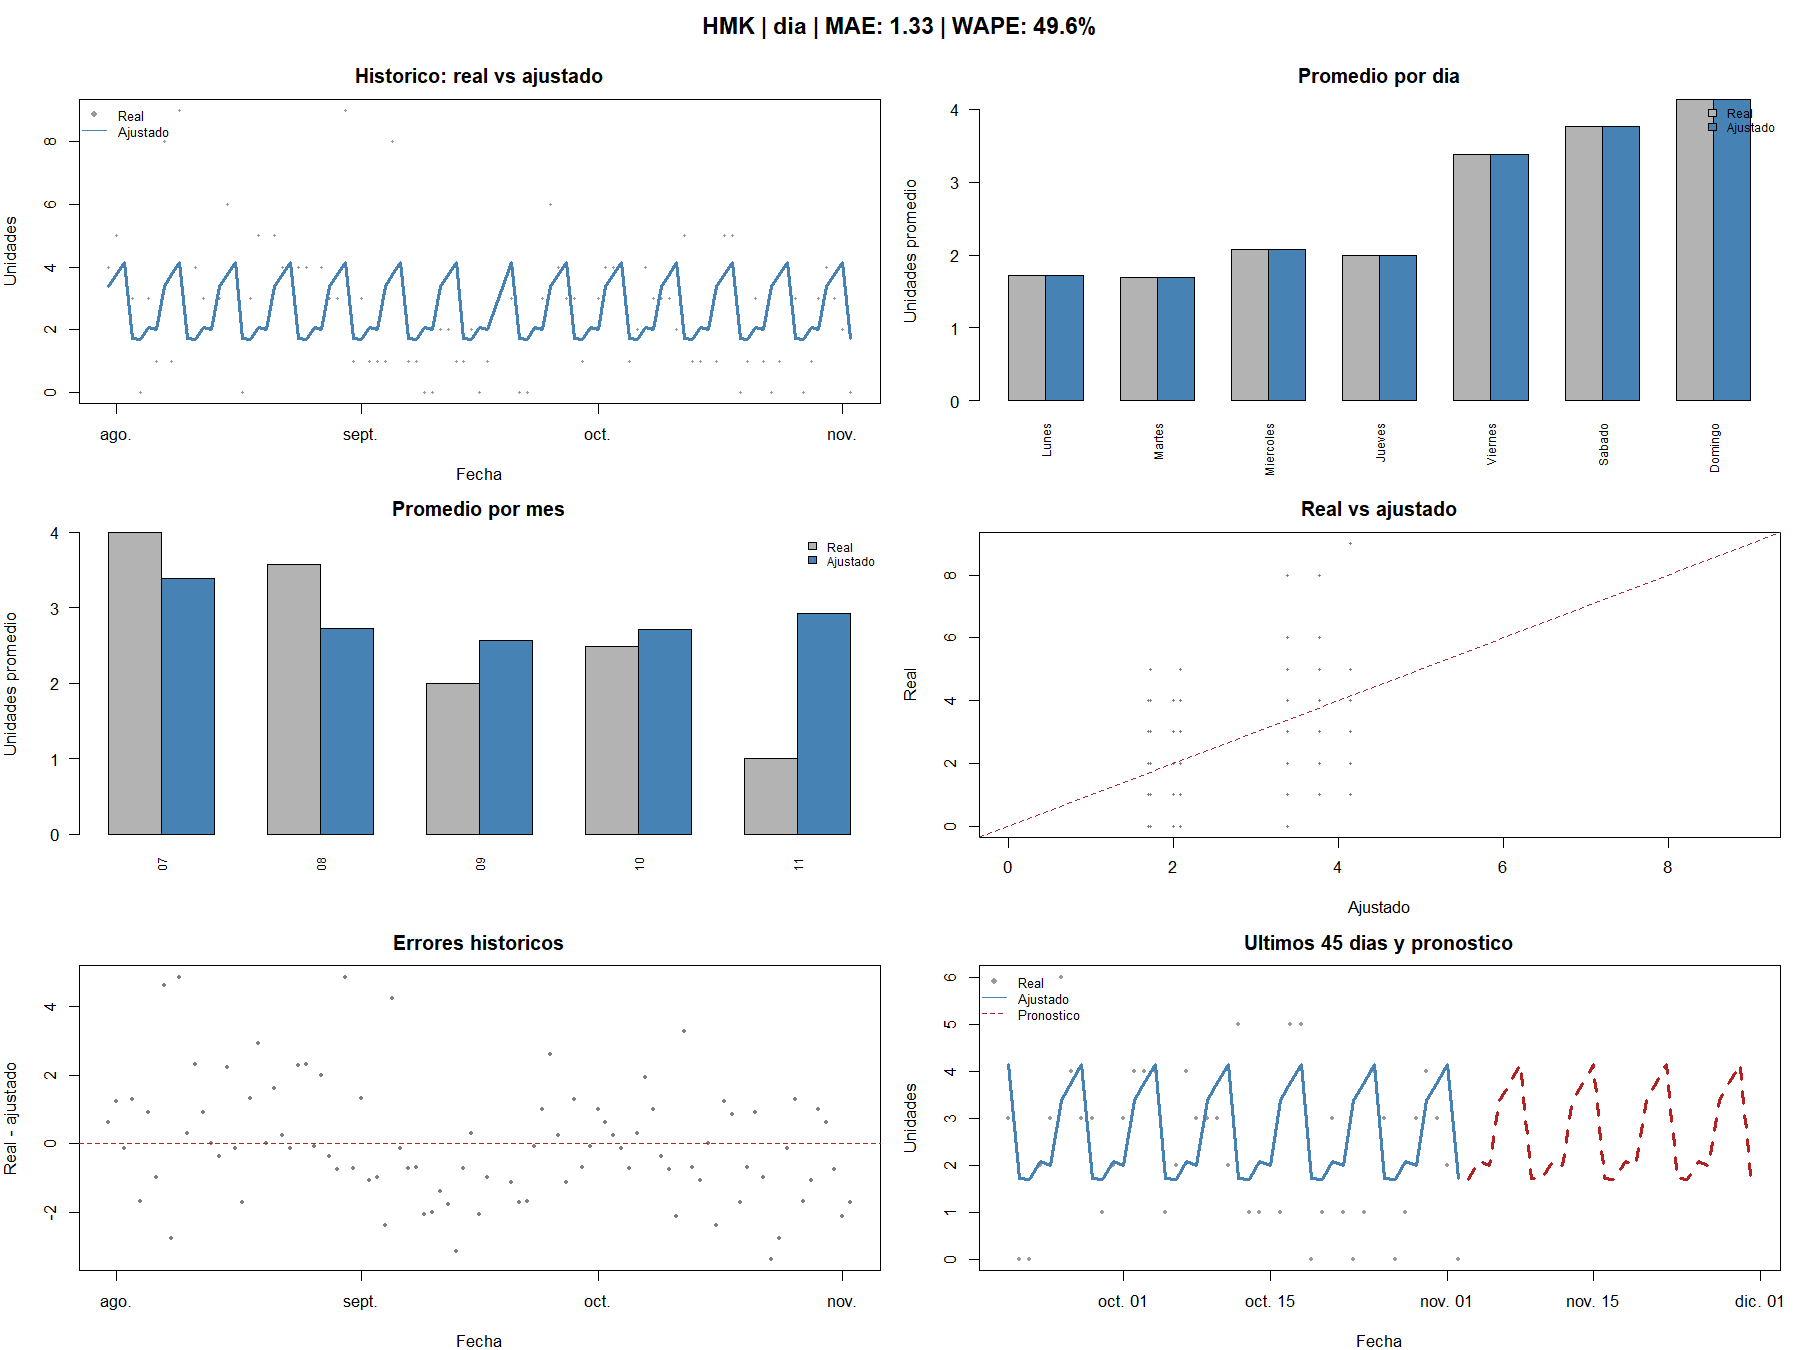 HMK | dia | MAE: 1.33 | WAPE: 49.6%
Historico: real vs ajustado
Real
Ajustado
Unidades
0 2 4 6 8
ago. sept. oct. nov.
Fecha
Promedio por dia
Real
Ajustado
Unidades promedio
0 1 2 3 4
Lunes Martes Miercoles Jueves Viernes Sabado Domingo
Promedio por mes
Real
Ajustado
Unidades promedio
0 1 2 3 4
07 08 09 10 11
Real vs ajustado
Real
0 2 4 6 8
0 2 4 6 8
Ajustado
Errores historicos
Real - ajustado
-2 0 2 4
ago. sept. oct. nov.
Fecha
Ultimos 45 dias y pronostico
Real
Ajustado
Pronostico
Unidades
0 1 2 3 4 5 6
oct. 01 oct. 15 nov. 01 nov. 15 dic. 01
Fecha